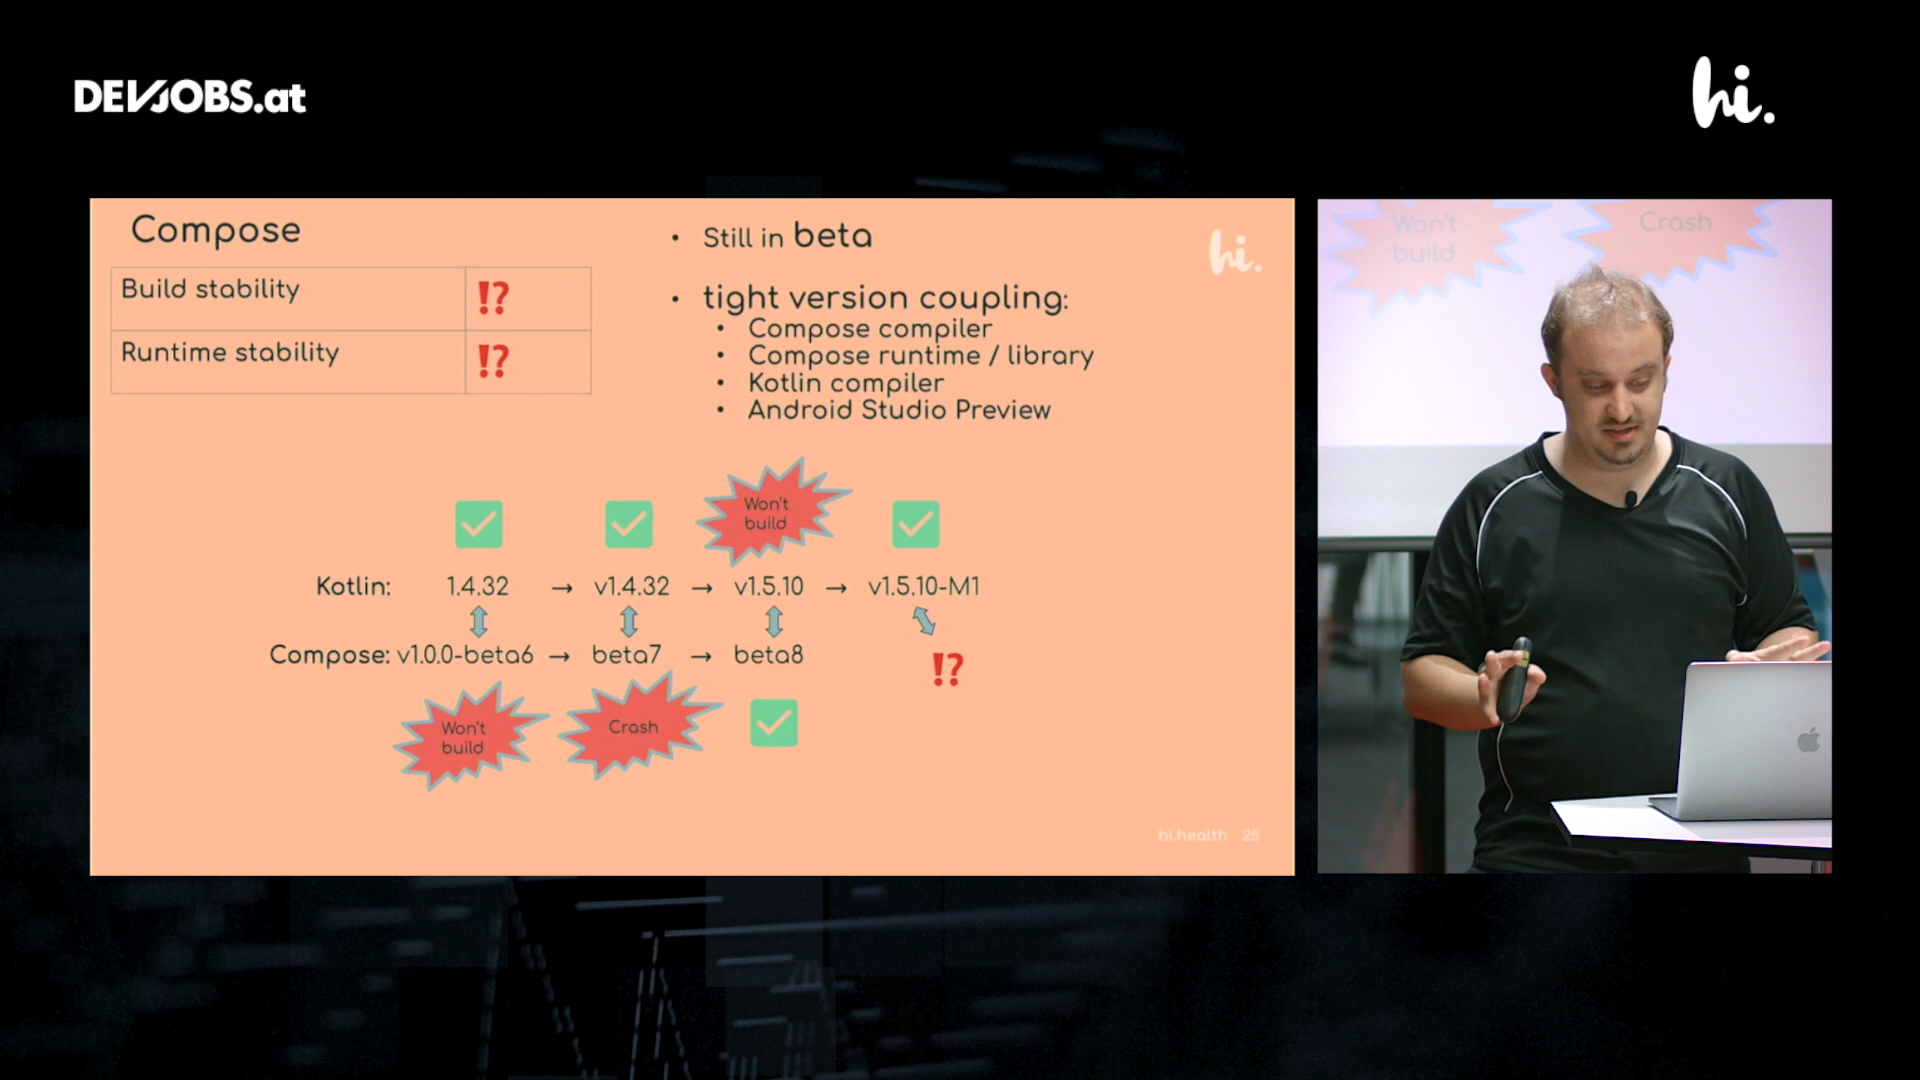 DEVJOBS.at
hi.
Compose
Build stability ⁉
Runtime stability ⁉
• Still in beta
• tight version coupling:
• Compose compiler
• Compose runtime / library
• Kotlin compiler
• Android Studio Preview
hi.
Won't
build
Kotlin: 1.4.32 → v1.4.32 → v1.5.10 → v1.5.10-M1
Compose: v1.0.0-beta6 → beta7 → beta8 ⁉
Won't
build
Crash
hi.health 25
Won't
build
Crash